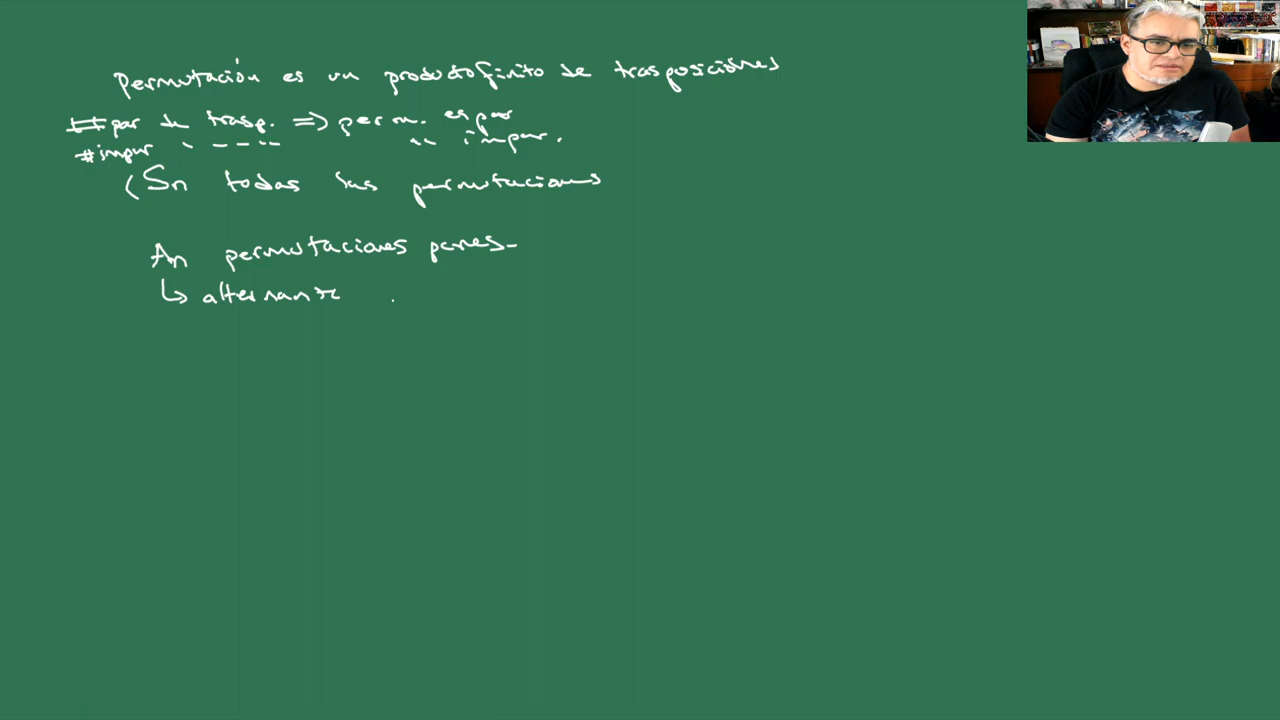 Permutación es un producto finito de trasposiciones
# par de trasp. => perm. es par
# impar " – – – " " impar.
(Sn todas las permutaciones
An permutaciones pares-
↳ alternante .